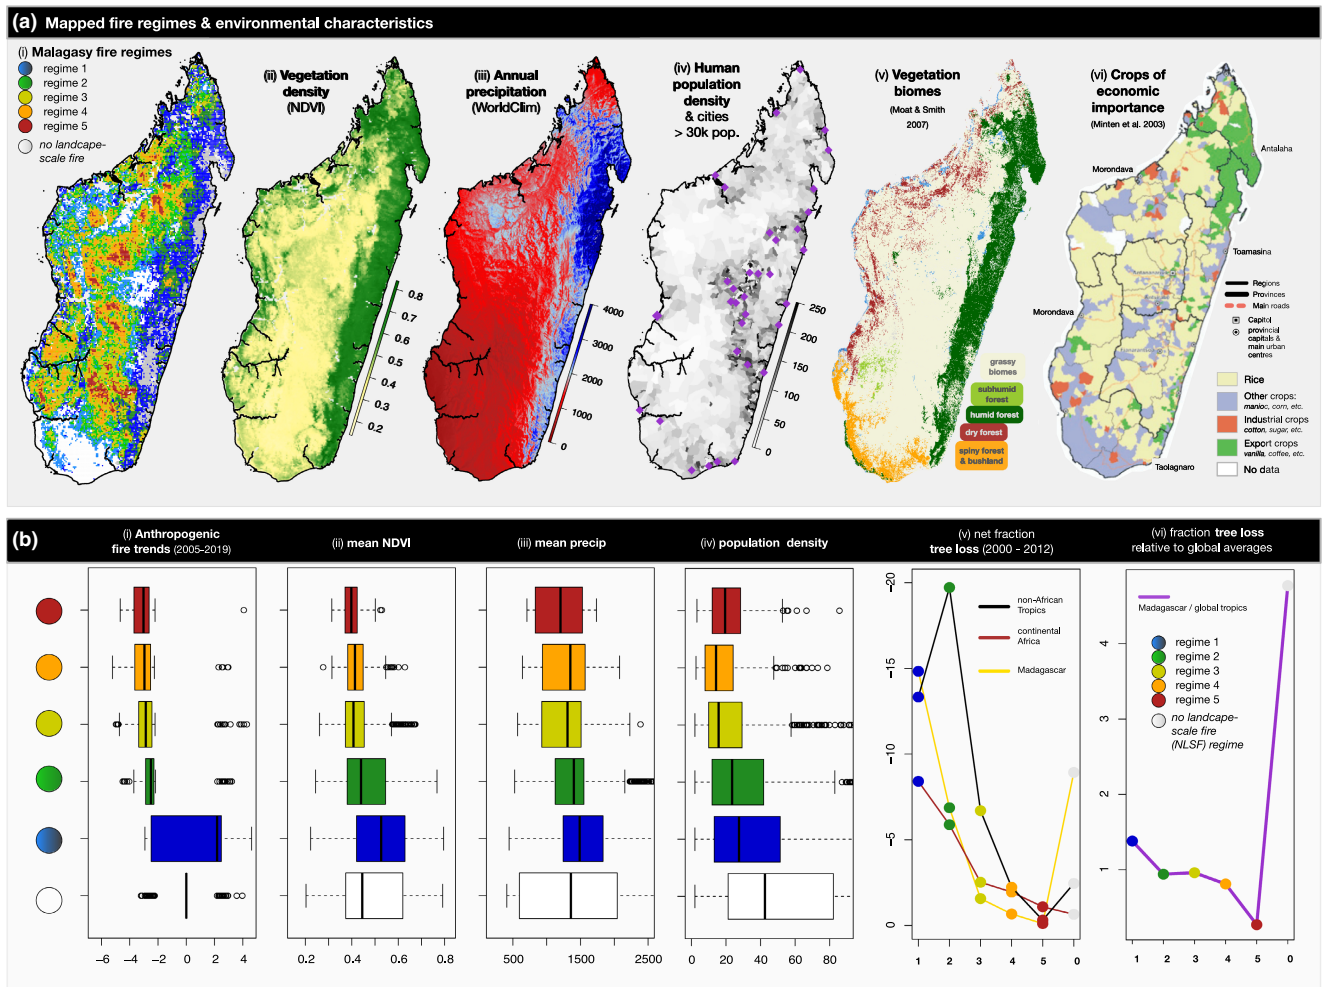 (a) Mapped fire regimes & environmental characteristics
(i) Malagasy fire regimes
regime 1
regime 2
regime 3
regime 4
regime 5
no landcape-
scale fire
(ii) Vegetation
density
(NDVI)
0.8
0.7
0.6
0.5
0.4
0.3
0.2
(iii) Annual
precipitation
(WorldClim)
4000
3000
2000
1000
0
(iv) Human
population
density
& cities
> 30k pop.
250
200
150
100
50
0
(v) Vegetation
biomes
(Moat & Smith
2007)
grassy
biomes
subhumid
forest
humid forest
dry forest
spiny forest
& bushland
(vi) Crops of
economic
importance
(Minten et al. 2003)
Morondava
Antalaha
Toamasina
Morondava
Taolagnaro
Regions
Provinces
Main roads
Capitol
provincial
capitals &
main urban
centres
Rice
Other crops:
manioc, corn, etc.
Industrial crops
cotton, sugar, etc.
Export crops
vanilla, coffee, etc.
No data
(b)
(i) Anthropogenic
fire trends (2005-2019)
(ii) mean NDVI
(iii) mean precip
(iv) population density
(v) net fraction
tree loss (2000 - 2012)
(vi) fraction tree loss
relative to global averages
−6 −4 −2 0 2 4
0.2 0.4 0.6 0.8
500 1500 2500
0 20 40 60 80
−20
−15
−10
−5
0
non-African
Tropics
continental
Africa
Madagascar
1 2 3 4 5 0
Madagascar / global tropics
regime 1
regime 2
regime 3
regime 4
regime 5
no landscape-
scale fire
(NLSF) regime
4
3
2
1
1 2 3 4 5 0